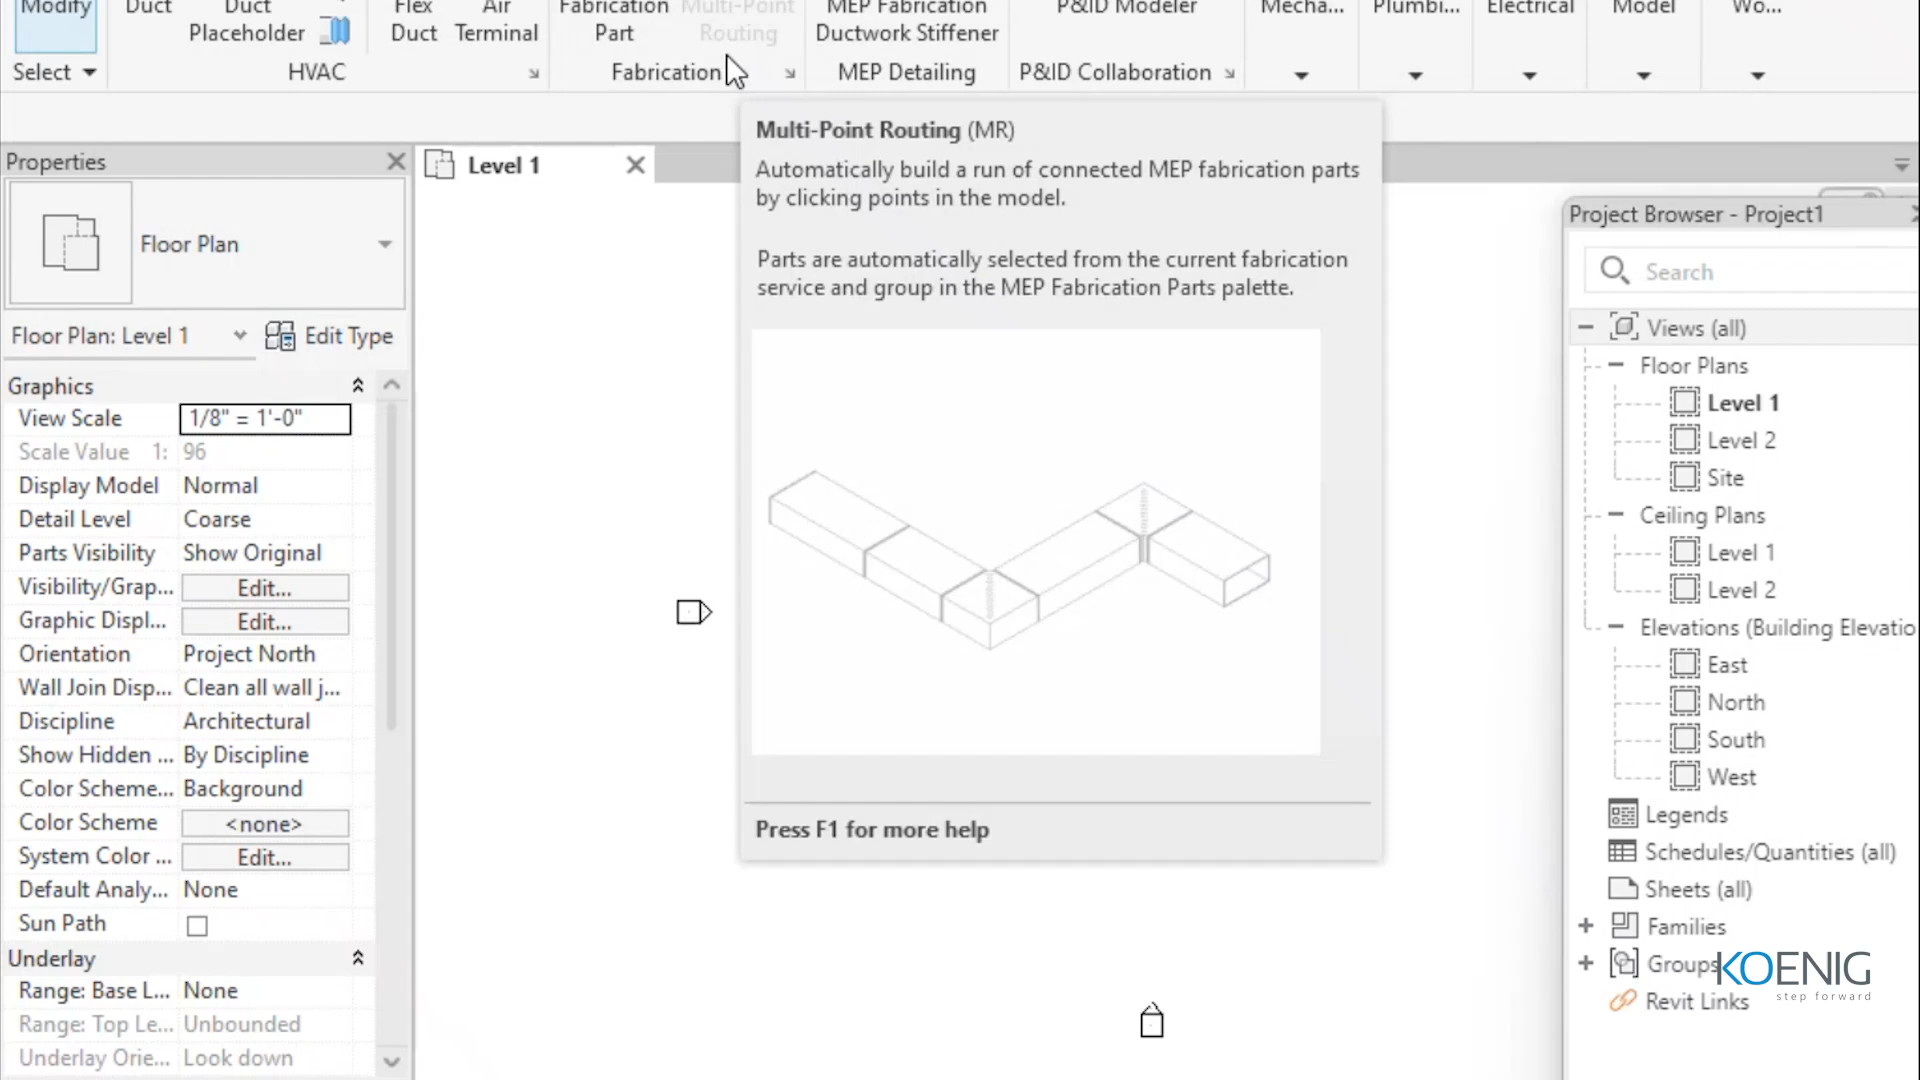 Modify
Duct
Duct
Placeholder
Flex
Duct
Air
Terminal
Fabrication
Part
Multi-Point
Routing
MEP Fabrication
Ductwork Stiffener
P&ID Modeler
Mecha...
Plumbi...
Electrical
Model
Wo...
Select
HVAC
Fabrication
MEP Detailing
P&ID Collaboration
Properties
Floor Plan
Floor Plan: Level 1
Edit Type
Graphics
View Scale 1/8" = 1'-0"
Scale Value 1: 96
Display Model Normal
Detail Level Coarse
Parts Visibility Show Original
Visibility/Grap... Edit...
Graphic Displ... Edit...
Orientation Project North
Wall Join Disp... Clean all wall j...
Discipline Architectural
Show Hidden ... By Discipline
Color Scheme... Background
Color Scheme <none>
System Color ... Edit...
Default Analy... None
Sun Path
Underlay
Range: Base L... None
Range: Top Le... Unbounded
Underlay Orie... Look down
Level 1
Multi-Point Routing (MR)
Automatically build a run of connected MEP fabrication parts
by clicking points in the model.
Parts are automatically selected from the current fabrication
service and group in the MEP Fabrication Parts palette.
Press F1 for more help
Project Browser - Project1
Search
Views (all)
Floor Plans
Level 1
Level 2
Site
Ceiling Plans
Level 1
Level 2
Elevations (Building Elevatio
East
North
South
West
Legends
Schedules/Quantities (all)
Sheets (all)
Families
Groups
Revit Links
KOENIG
step forward